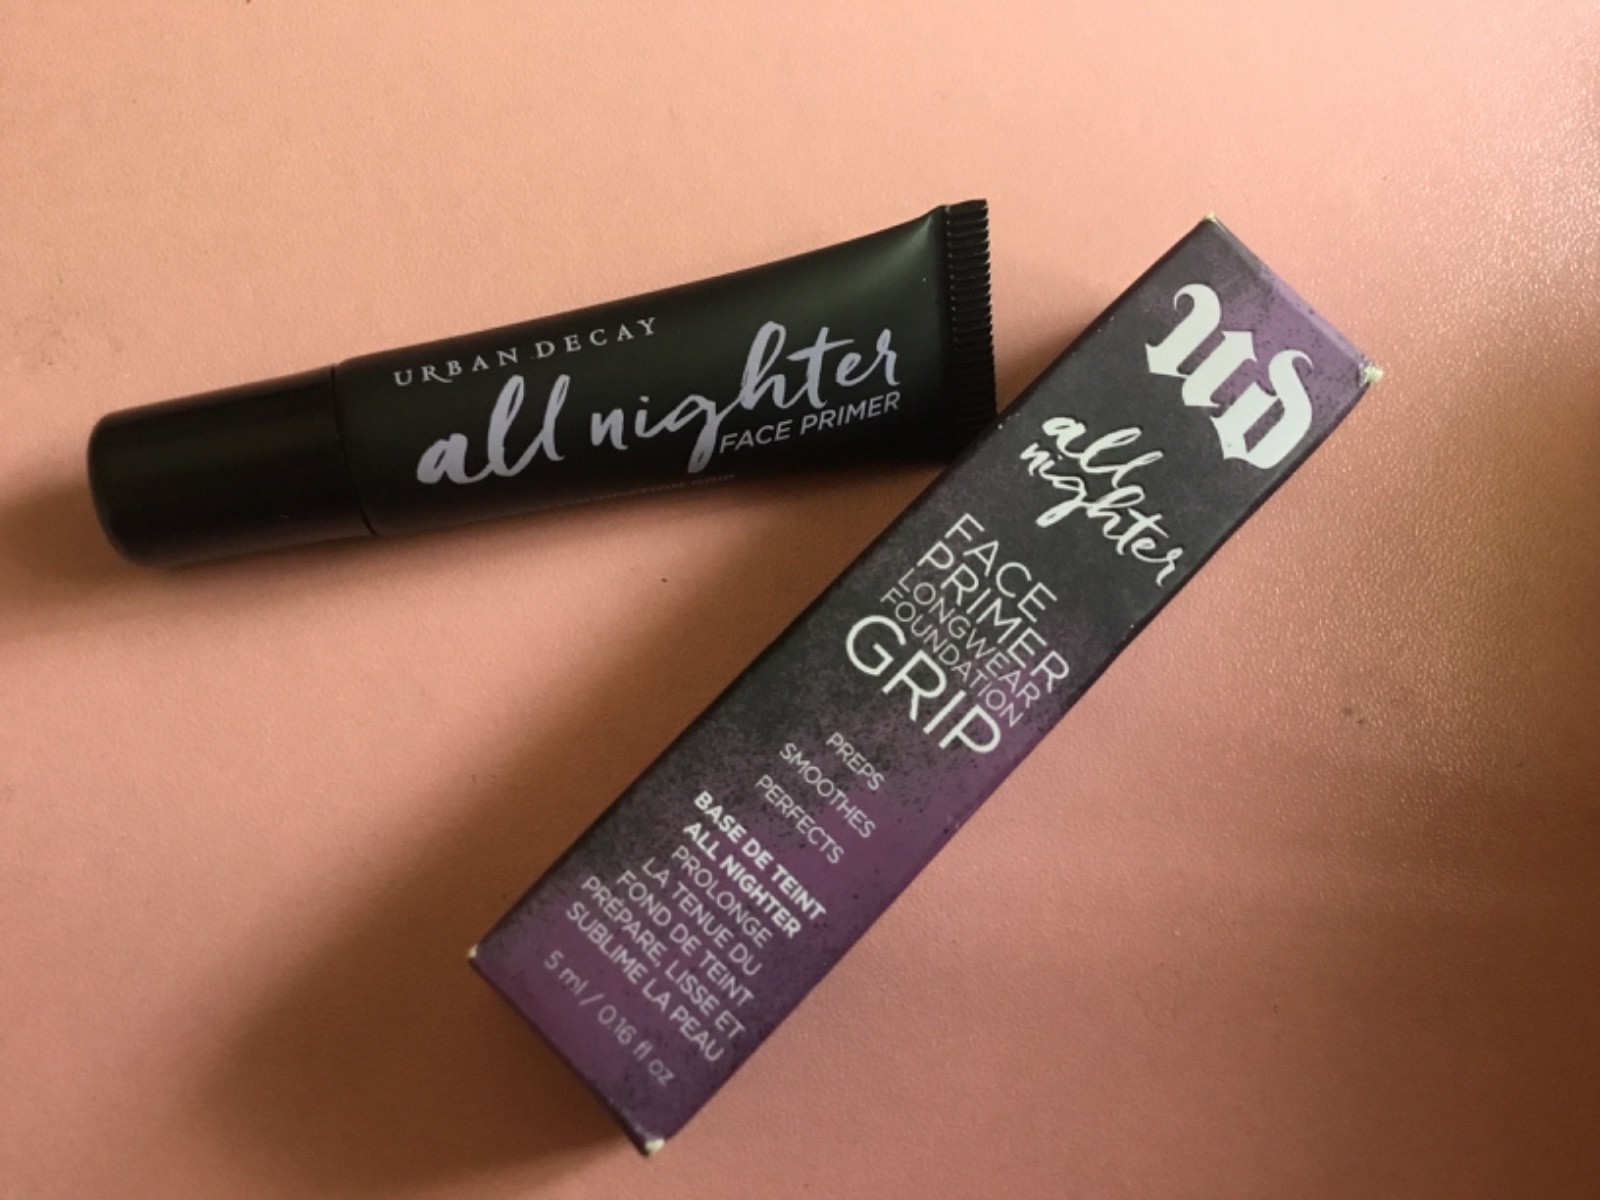 URBAN DECAY
all nighter
FACE PRIMER
UD
all
nighter
FACE
PRIMER
LONGWEAR
FOUNDATION
GRIP
PREPS
SMOOTHES
PERFECTS
BASE DE TEINT
ALL NIGHTER
PROLONGE
LA TENUE DU
FOND DE TEINT
PRÉPARE, LISSE ET
SUBLIME LA PEAU
5 ml / 0.16 fl oz